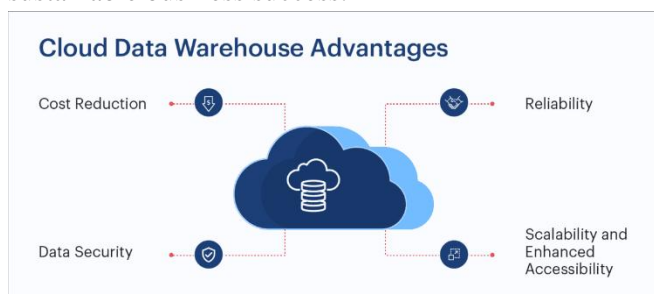 Cloud Data Warehouse Advantages
Cost Reduction
Reliability
Data Security
Scalability and
Enhanced
Accessibility